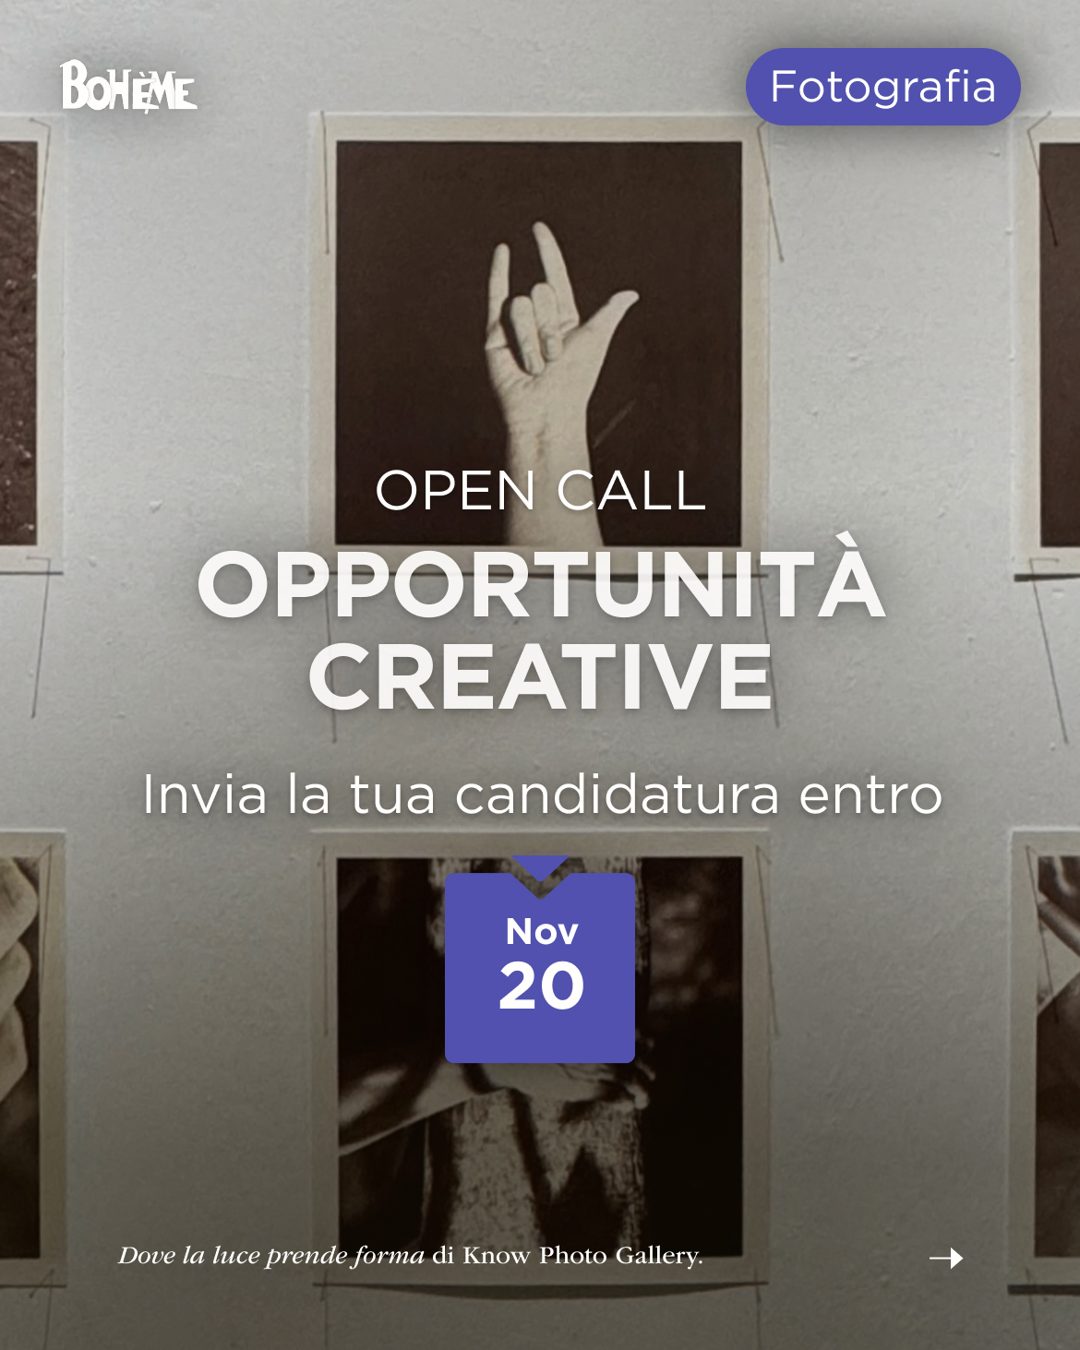 BOHÈME
Fotografia
OPEN CALL
OPPORTUNITÀ
CREATIVE
Invia la tua candidatura entro
Nov
20
Dove la luce prende forma di Know Photo Gallery.